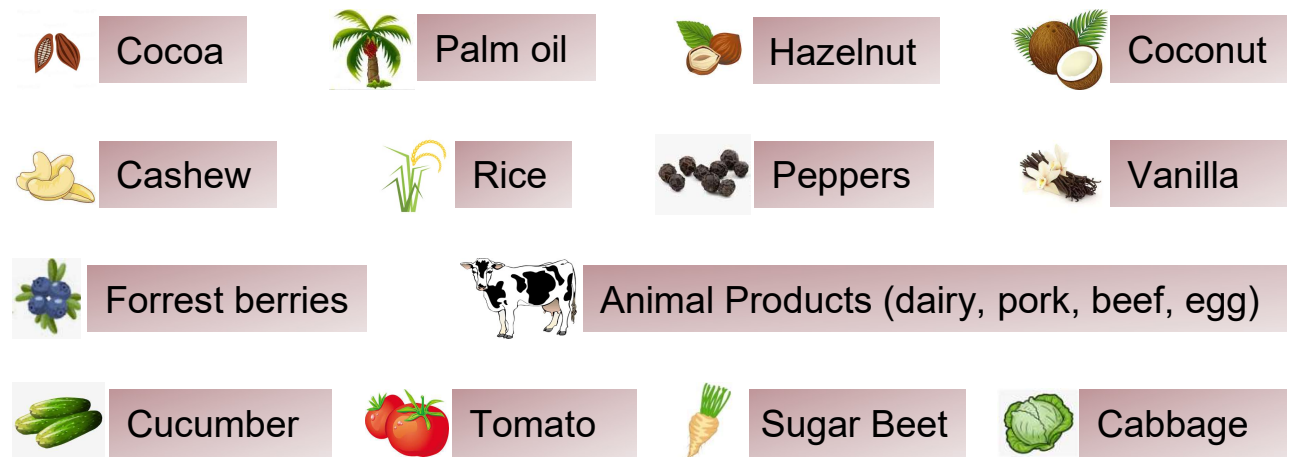 Cocoa
Palm oil
Hazelnut
Coconut
Cashew
Rice
Peppers
Vanilla
Forrest berries
Animal Products (dairy, pork, beef, egg)
Cucumber
Tomato
Sugar Beet
Cabbage